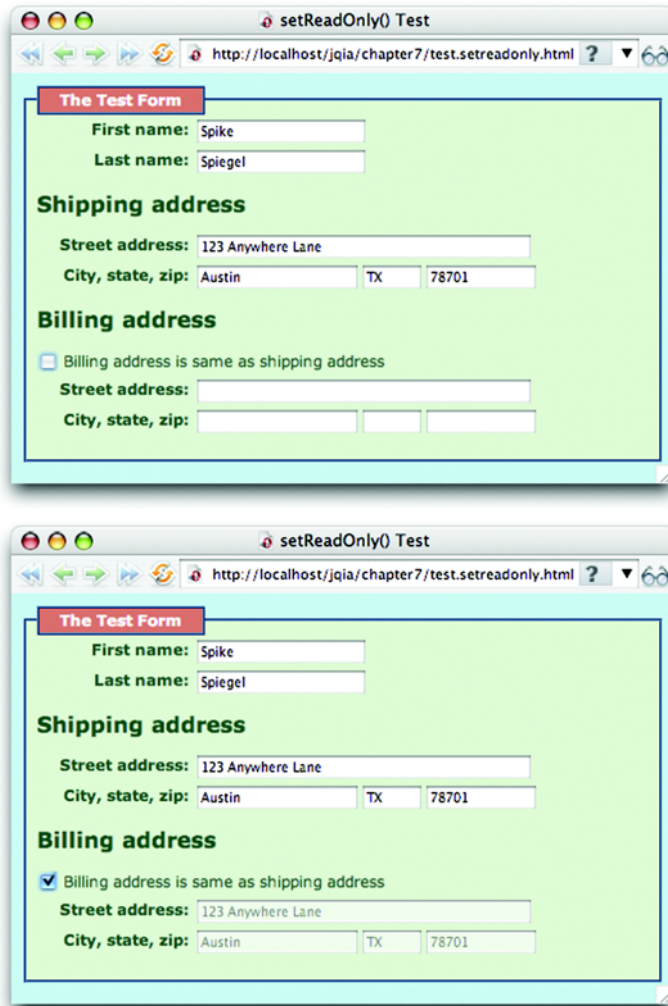 setReadOnly() Test
http://localhost/jqia/chapter7/test.setreadonly.html ?
The Test Form
First name: Spike
Last name: Spiegel
Shipping address
Street address: 123 Anywhere Lane
City, state, zip: Austin TX 78701
Billing address
Billing address is same as shipping address
Street address:
City, state, zip:
setReadOnly() Test
http://localhost/jqia/chapter7/test.setreadonly.html ?
The Test Form
First name: Spike
Last name: Spiegel
Shipping address
Street address: 123 Anywhere Lane
City, state, zip: Austin TX 78701
Billing address
Billing address is same as shipping address
Street address: 123 Anywhere Lane
City, state, zip: Austin TX 78701